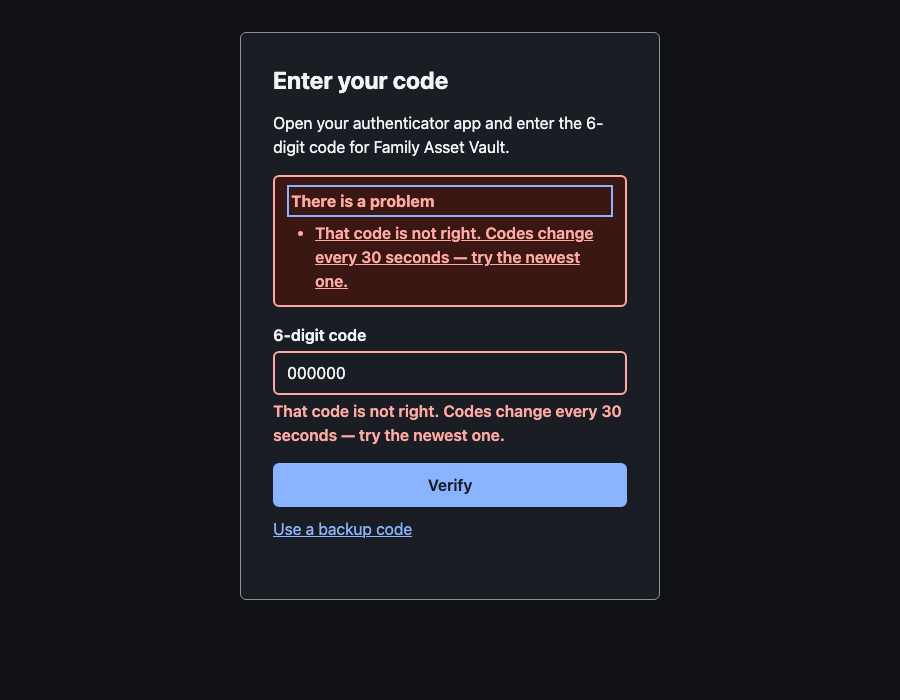 Enter your code
Open your authenticator app and enter the 6-
digit code for Family Asset Vault.
There is a problem
• That code is not right. Codes change
every 30 seconds — try the newest
one.
6-digit code
000000
That code is not right. Codes change every 30
seconds — try the newest one.
Verify
Use a backup code